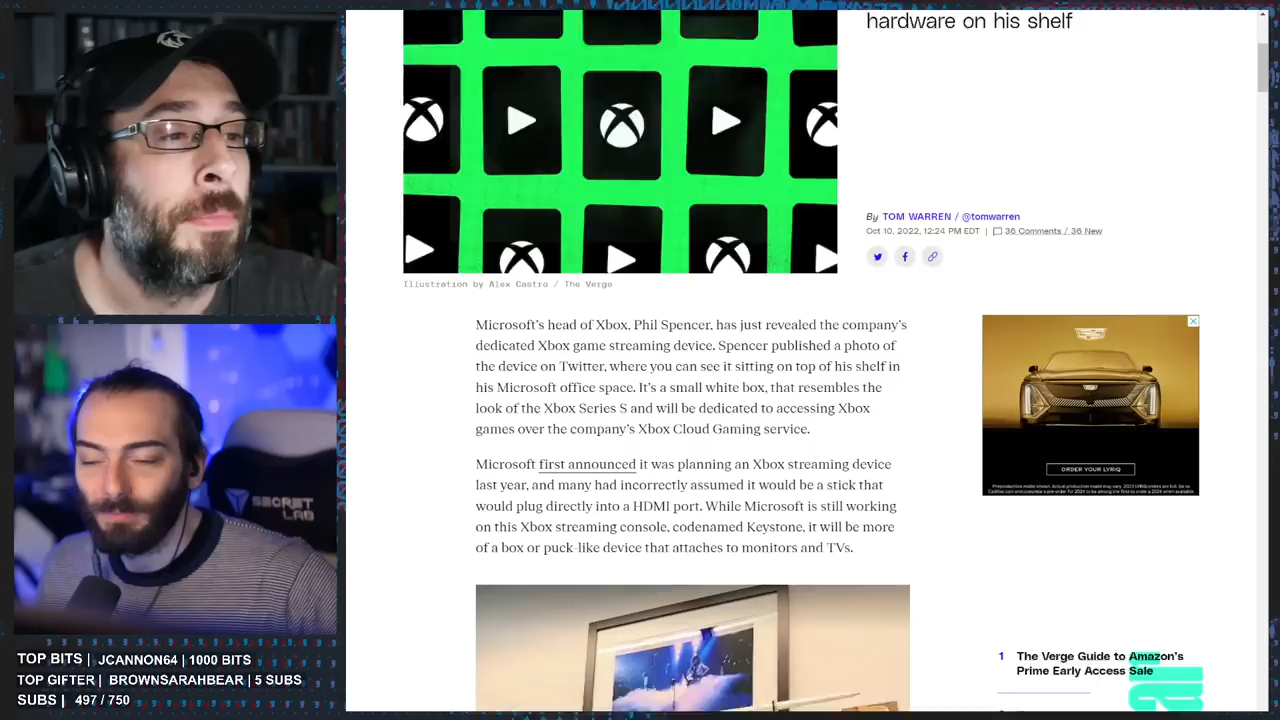 hardware on his shelf
By TOM WARREN / @tomwarren
Oct 10, 2022, 12:24 PM EDT | 36 Comments / 36 New
Illustration by Alex Castro / The Verge
Microsoft's head of Xbox, Phil Spencer, has just revealed the company's
dedicated Xbox game streaming device. Spencer published a photo of
the device on Twitter, where you can see it sitting on top of his shelf in
his Microsoft office space. It's a small white box, that resembles the
look of the Xbox Series S and will be dedicated to accessing Xbox
games over the company's Xbox Cloud Gaming service.
Microsoft first announced it was planning an Xbox streaming device
last year, and many had incorrectly assumed it would be a stick that
would plug directly into a HDMI port. While Microsoft is still working
on this Xbox streaming console, codenamed Keystone, it will be more
of a box or puck-like device that attaches to monitors and TVs.
ORDER YOUR LYRIQ
1 The Verge Guide to Amazon's
Prime Early Access Sale
TOP BITS | JCANNON64 | 1000 BITS
TOP GIFTER | BROWNSARAHBEAR | 5 SUBS
SUBS | 497 / 750